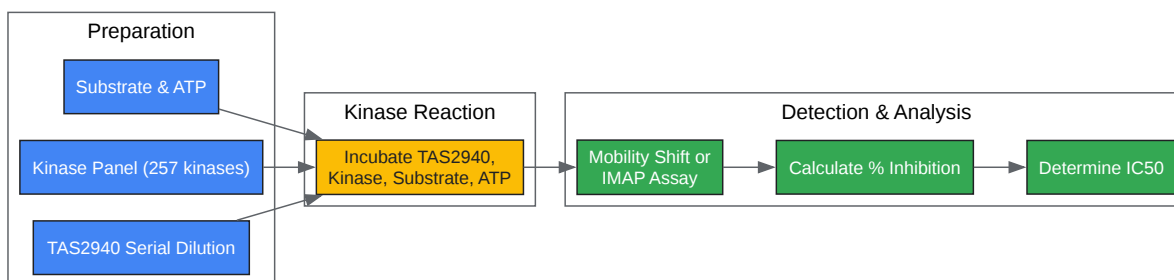 Preparation
Substrate & ATP
Kinase Panel (257 kinases)
TAS2940 Serial Dilution
Kinase Reaction
Incubate TAS2940,
Kinase, Substrate, ATP
Detection & Analysis
Mobility Shift or
IMAP Assay
Calculate % Inhibition
Determine IC50